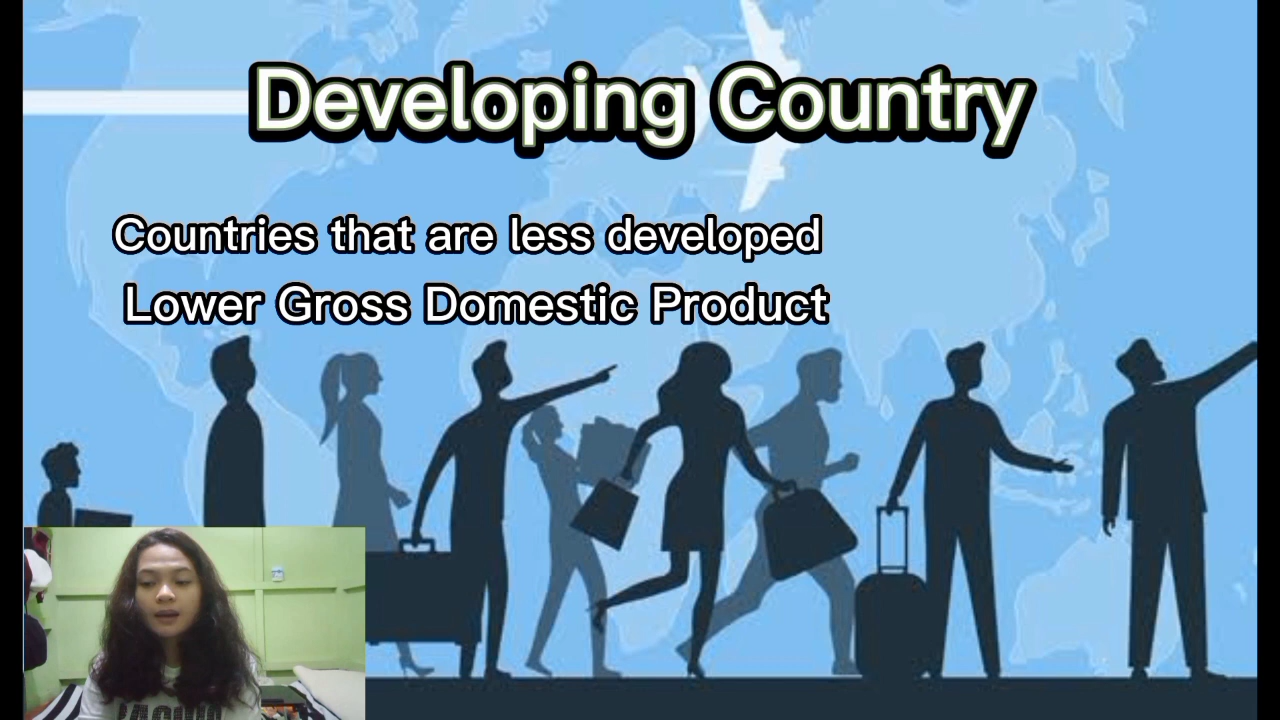 Developing Country
Countries that are less developed
Lower Gross Domestic Product